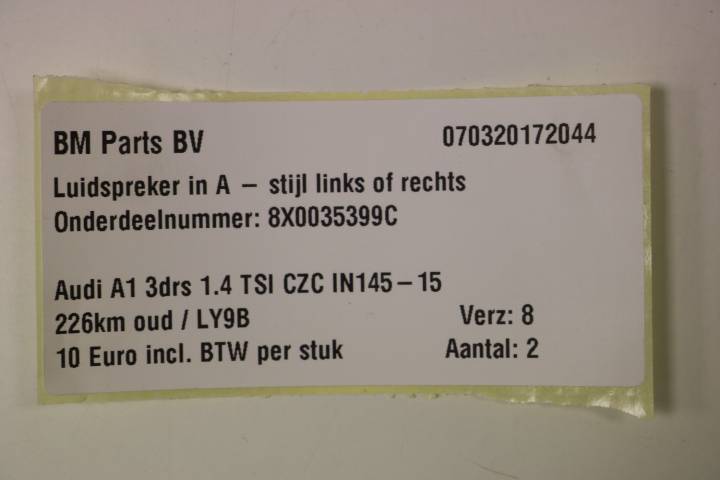 BM Parts BV 070320172044
Luidspreker in A – stijl links of rechts
Onderdeelnummer: 8X0035399C
Audi A1 3drs 1.4 TSI CZC IN145–15
226km oud / LY9B Verz: 8
10 Euro incl. BTW per stuk Aantal: 2